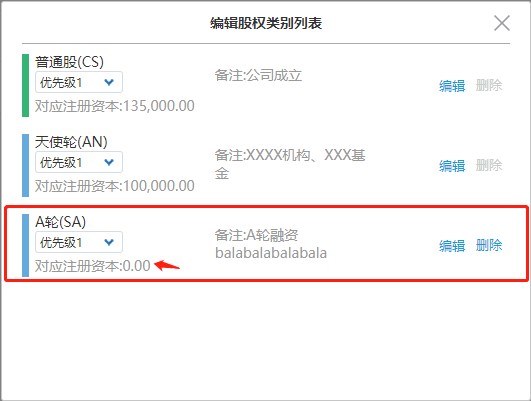 编辑股权类别列表
普通股(CS)
优先级1
对应注册资本:135,000.00
备注:公司成立
编辑 删除
天使轮(AN)
优先级1
对应注册资本:100,000.00
备注:XXXX机构、XXX基
金
编辑 删除
A轮(SA)
优先级1
对应注册资本:0.00
备注:A轮融资
balabalabalabala
编辑 删除